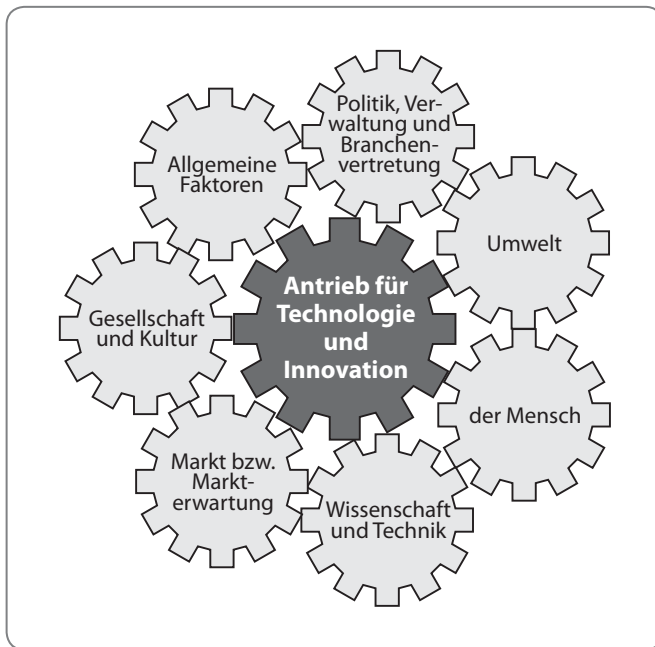 Politik, Ver-
waltung und
Branchen-
vertretung
Allgemeine
Faktoren
Umwelt
Antrieb für
Technologie
und
Innovation
Gesellschaft
und Kultur
der Mensch
Markt bzw.
Markt-
erwartung
Wissenschaft
und Technik